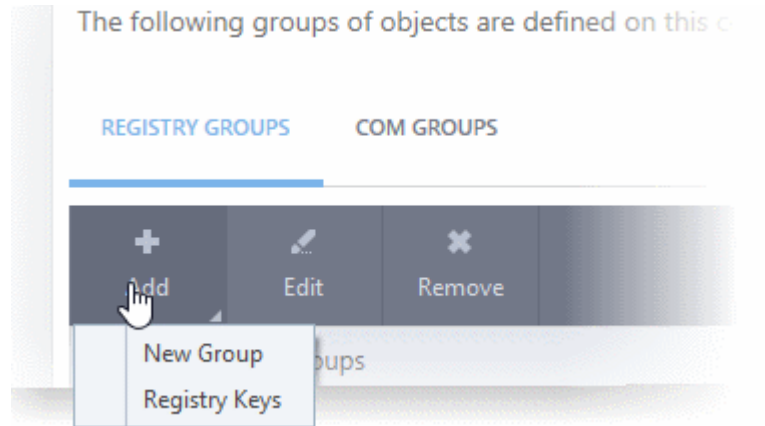 The following groups of objects are defined on this c
REGISTRY GROUPS COM GROUPS
Add Edit Remove
New Group
Registry Keys